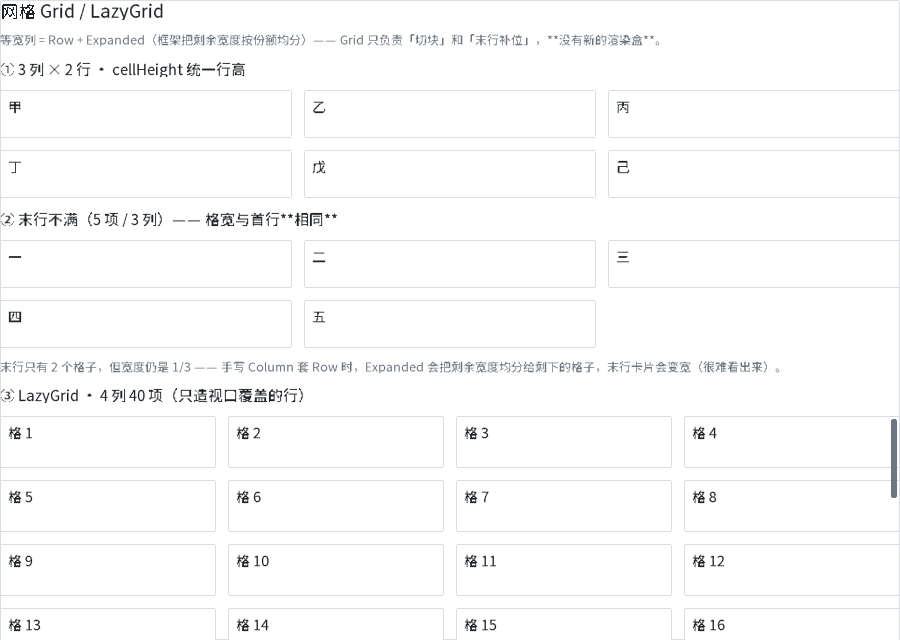 网格 Grid / LazyGrid
等宽列 = Row + Expanded（框架把剩余宽度按份额均分）—— Grid 只负责「切块」和「末行补位」，**没有新的渲染盒**。
① 3 列 × 2 行 · cellHeight 统一行高
甲 乙 丙
丁 戊 己
② 末行不满（5 项 / 3 列）—— 格宽与首行**相同**
一 二 三
四 五
末行只有 2 个格子，但宽度仍是 1/3 —— 手写 Column 套 Row 时，Expanded 会把剩余宽度均分给剩下的格子，末行卡片会变宽（很难看出来）。
③ LazyGrid · 4 列 40 项（只造视口覆盖的行）
格 1 格 2 格 3 格 4
格 5 格 6 格 7 格 8
格 9 格 10 格 11 格 12
格 13 格 14 格 15 格 16